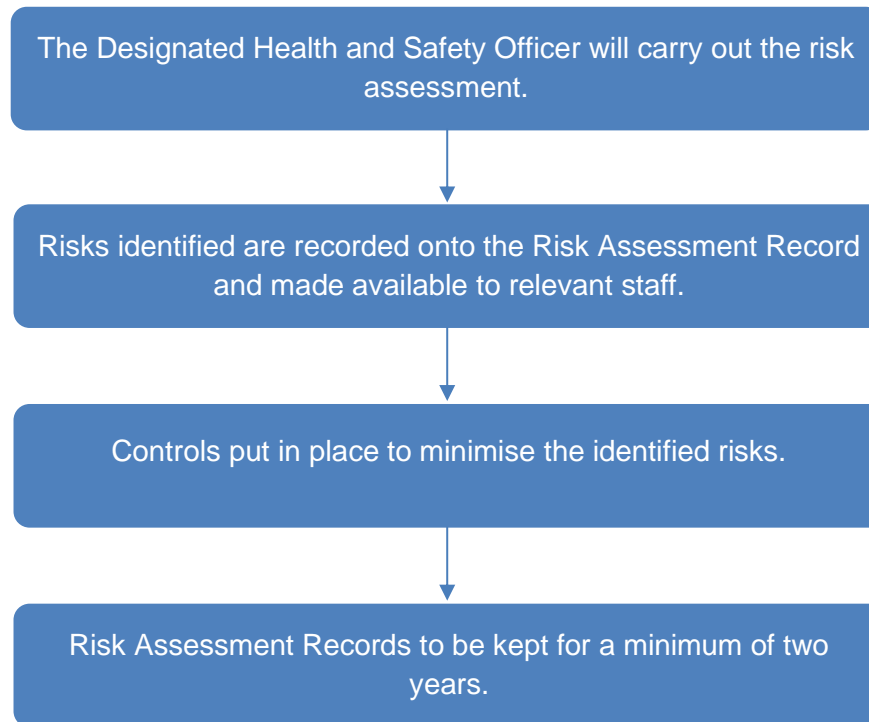 The Designated Health and Safety Officer will carry out the risk
assessment.
Risks identified are recorded onto the Risk Assessment Record
and made available to relevant staff.
Controls put in place to minimise the identified risks.
Risk Assessment Records to be kept for a minimum of two
years.